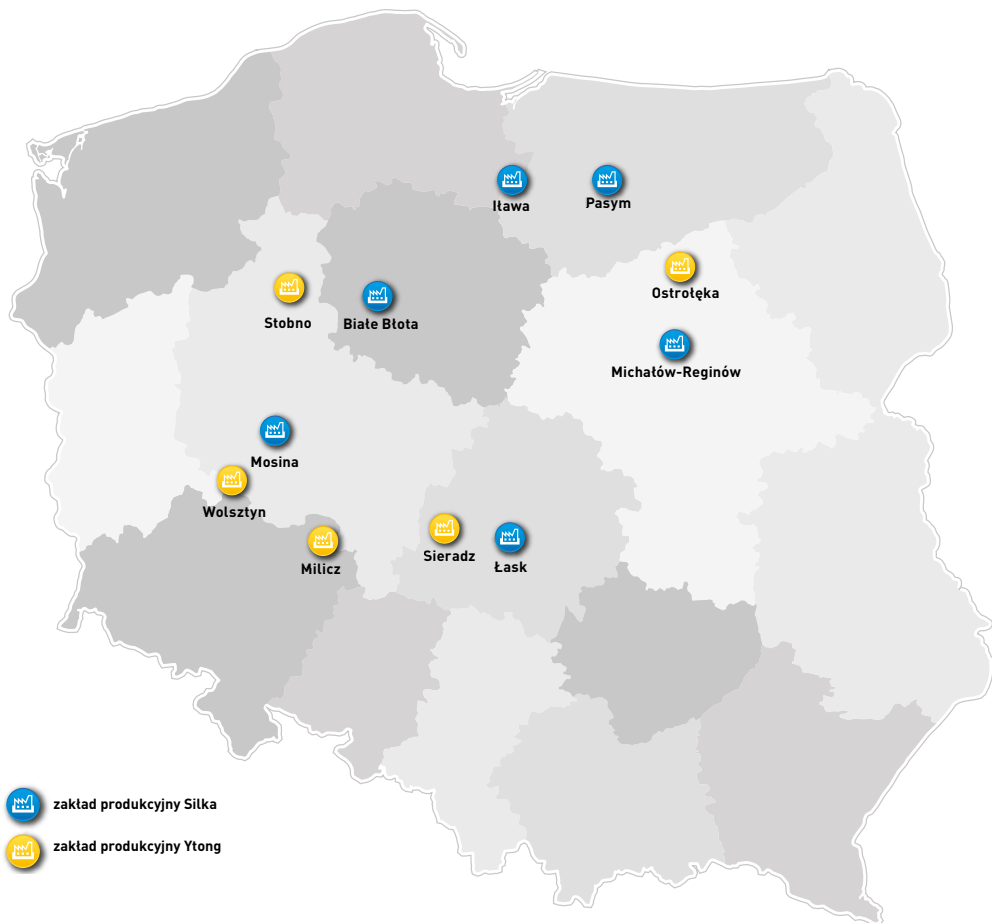 Iława
Pasym
Ostrołęka
Stobno
Białe Błota
Michałów-Reginów
Mosina
Wolsztyn
Sieradz
Łask
Milicz
zakład produkcyjny Silka
zakład produkcyjny Ytong